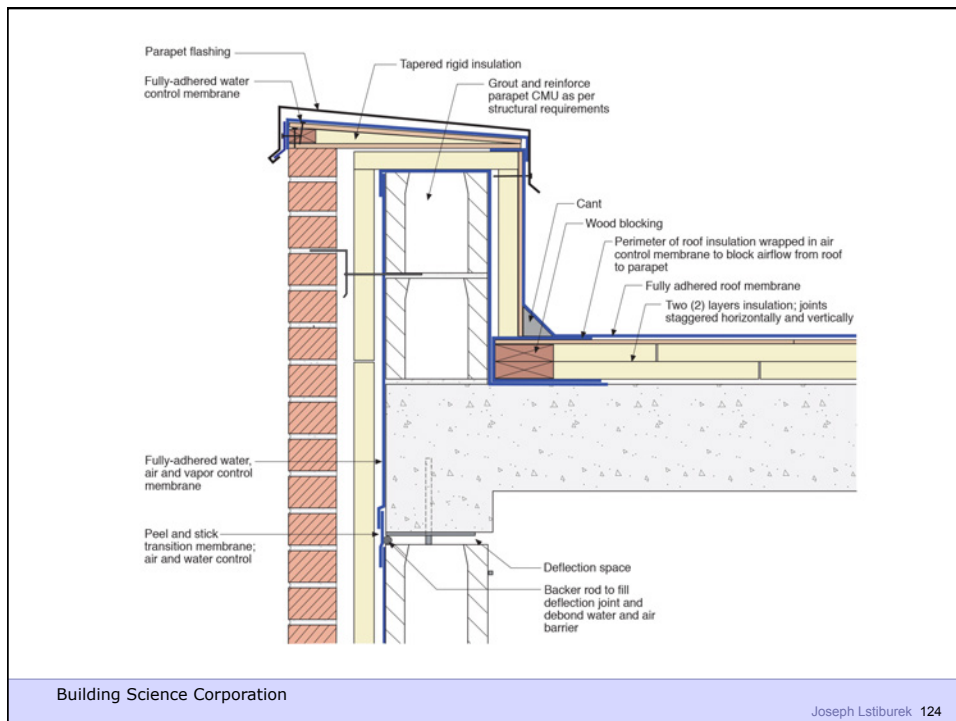 Parapet flashing
Fully-adhered water
control membrane
Tapered rigid insulation
Grout and reinforce
parapet CMU as per
structural requirements
Cant
Wood blocking
Perimeter of roof insulation wrapped in air
control membrane to block airflow from roof
to parapet
Fully adhered roof membrane
Two (2) layers insulation; joints
staggered horizontally and vertically
Fully-adhered water,
air and vapor control
membrane
Peel and stick
transition membrane;
air and water control
Deflection space
Backer rod to fill
deflection joint and
debond water and air
barrier
Building Science Corporation
Joseph Lstiburek 124